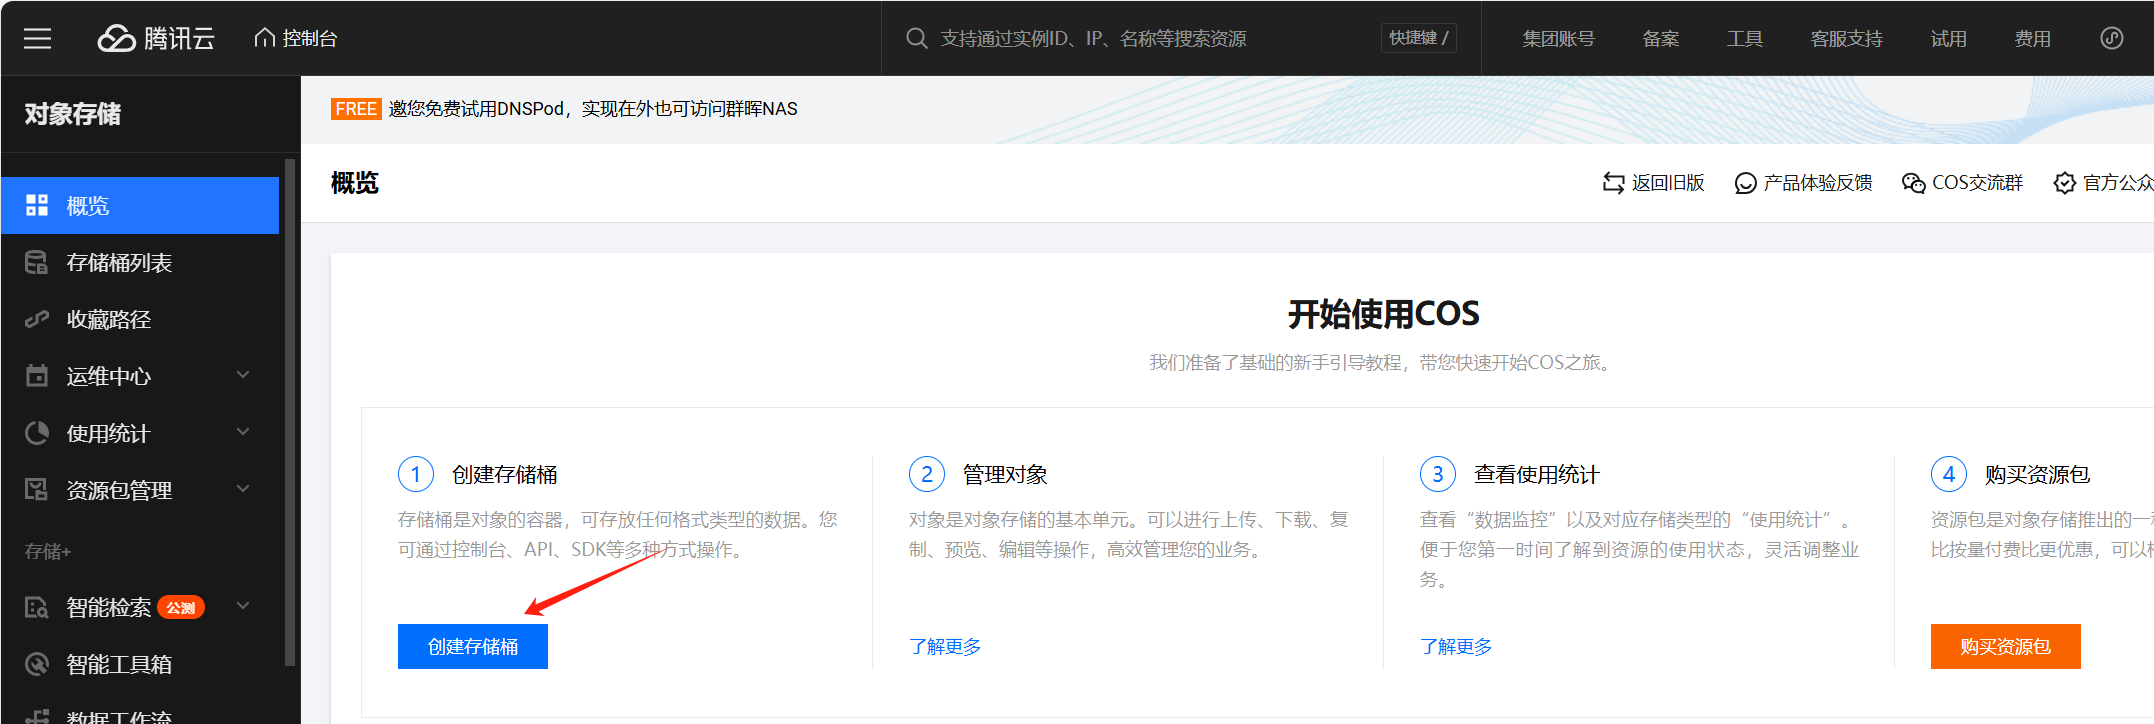 腾讯云
控制台
支持通过实例ID、IP、名称等搜索资源
快捷键 /
集团账号
备案
工具
客服支持
试用
费用
对象存储
概览
存储桶列表
收藏路径
运维中心
使用统计
资源包管理
存储+
智能检索 公测
智能工具箱
数据工作流
FREE 邀您免费试用DNSPod，实现在外也可访问群晖NAS
概览
返回旧版
产品体验反馈
COS交流群
官方公众
开始使用COS
我们准备了基础的新手引导教程，带您快速开始COS之旅。
1 创建存储桶
存储桶是对象的容器，可存放任何格式类型的数据。您
可通过控制台、API、SDK等多种方式操作。
创建存储桶
2 管理对象
对象是对象存储的基本单元。可以进行上传、下载、复
制、预览、编辑等操作，高效管理您的业务。
了解更多
3 查看使用统计
查看“数据监控”以及对应存储类型的“使用统计”。
便于您第一时间了解到资源的使用状态，灵活调整业
务。
了解更多
4 购买资源包
资源包是对象存储推出的一
比按量付费比更优惠，可以
购买资源包